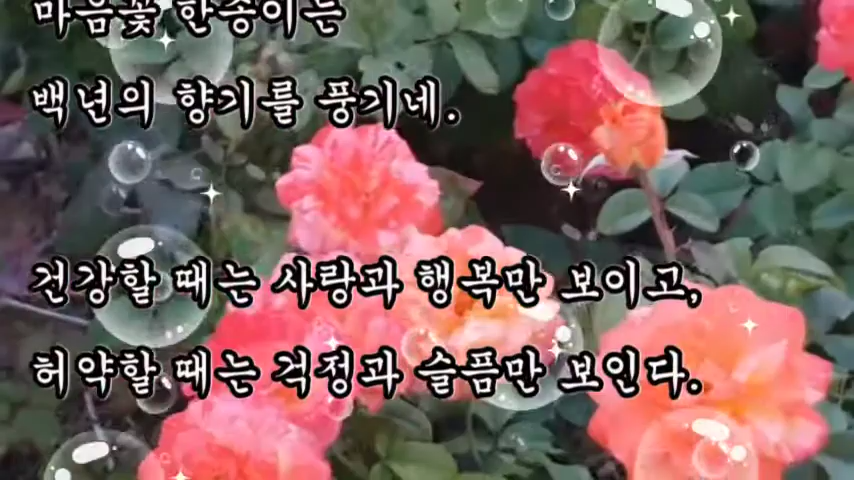 마음꽃 한송이는
백년의 향기를 풍기네.
건강할 때는 사랑과 행복만 보이고,
허약할 때는 걱정과 슬픔만 보인다.